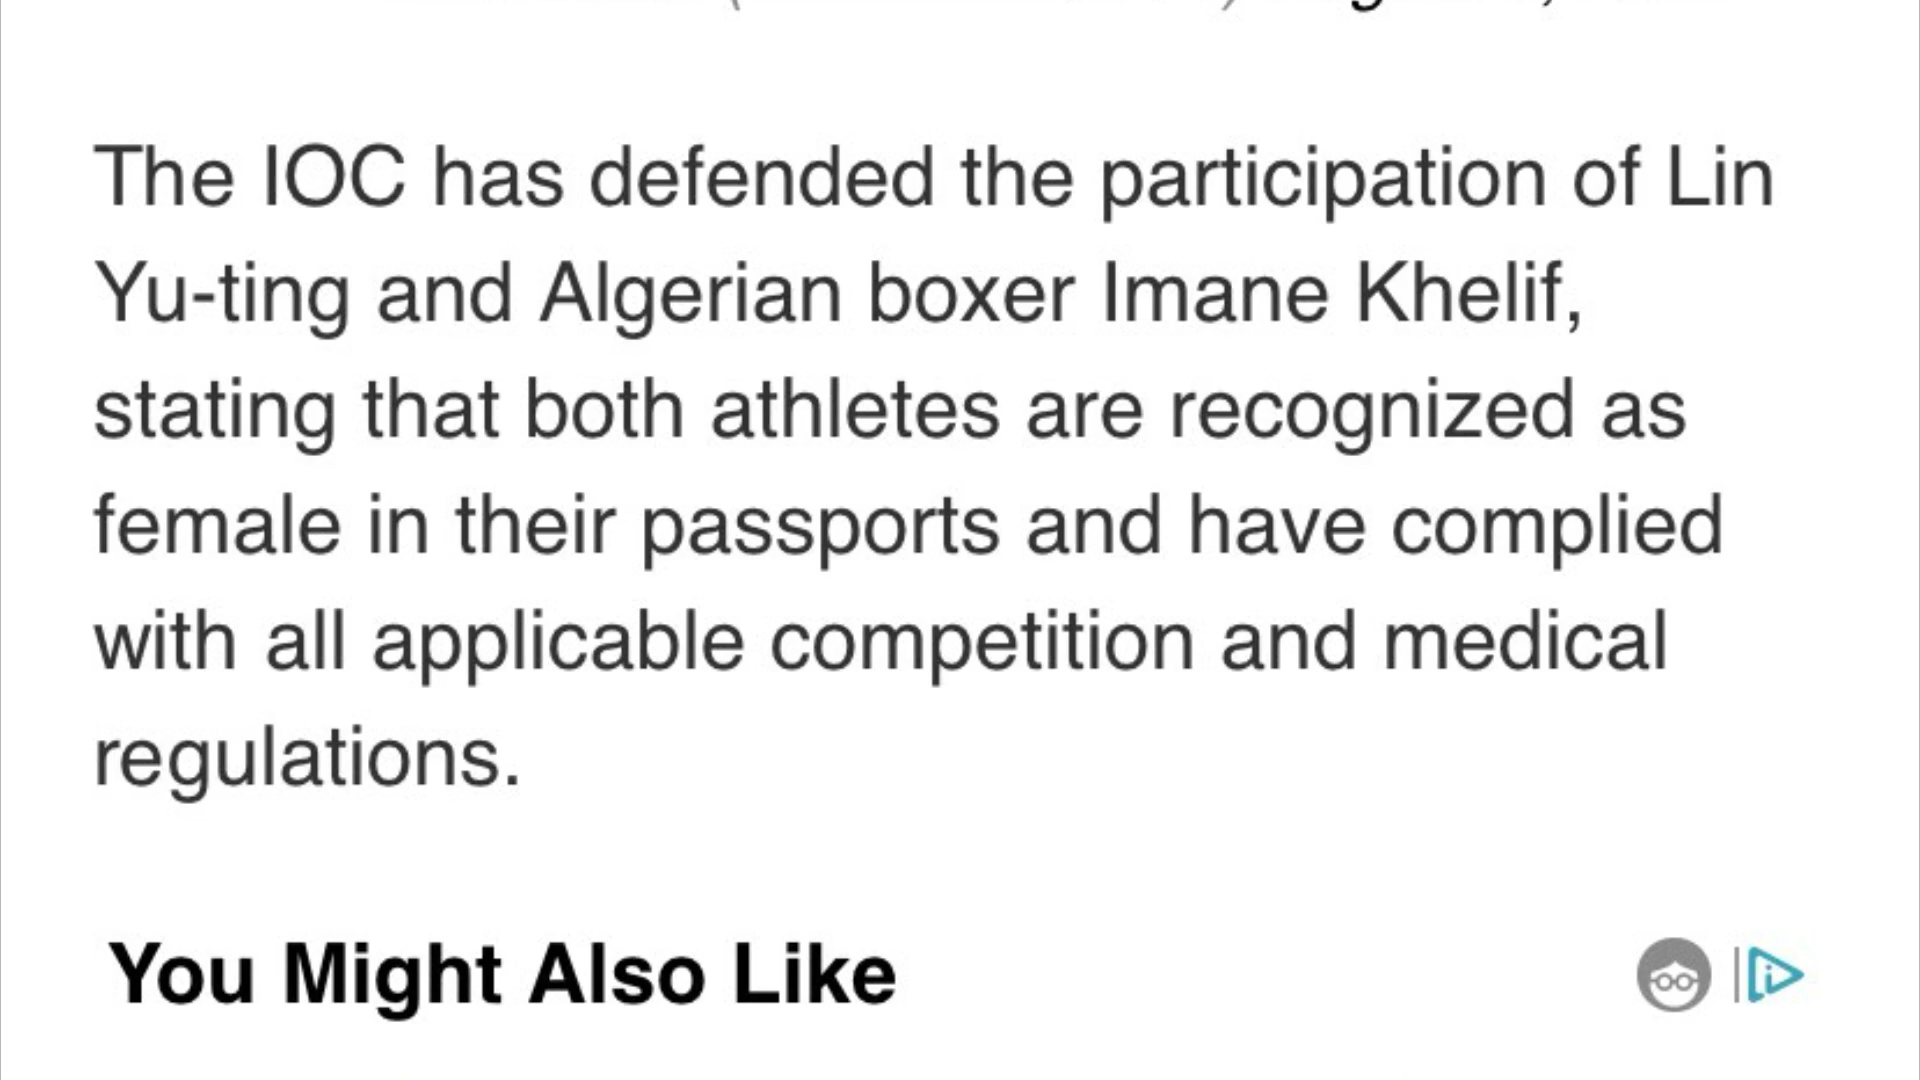 The IOC has defended the participation of Lin
Yu-ting and Algerian boxer Imane Khelif,
stating that both athletes are recognized as
female in their passports and have complied
with all applicable competition and medical
regulations.
You Might Also Like